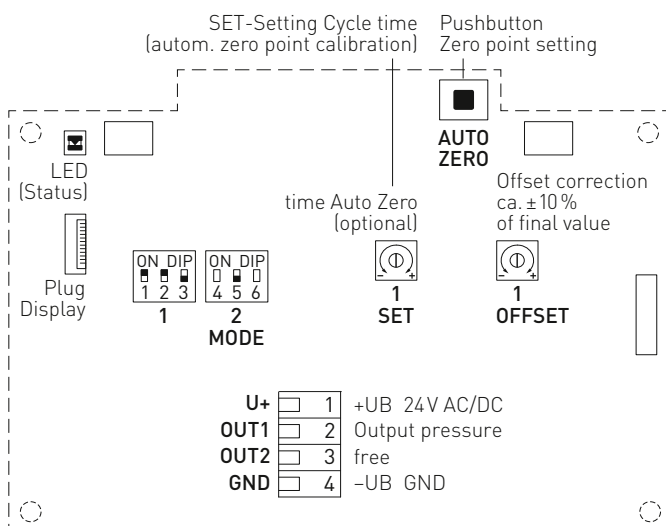 SET-Setting Cycle time
(autom. zero point calibration)
Pushbutton
Zero point setting
AUTO
ZERO
LED
(Status)
time Auto Zero
(optional)
Offset correction
ca. ±10 %
of final value
Plug
Display
ON DIP
1 2 3
1
ON DIP
4 5 6
2
MODE
- +
1
SET
- +
1
OFFSET
U+ 1 +UB 24V AC/DC
OUT1 2 Output pressure
OUT2 3 free
GND 4 –UB GND